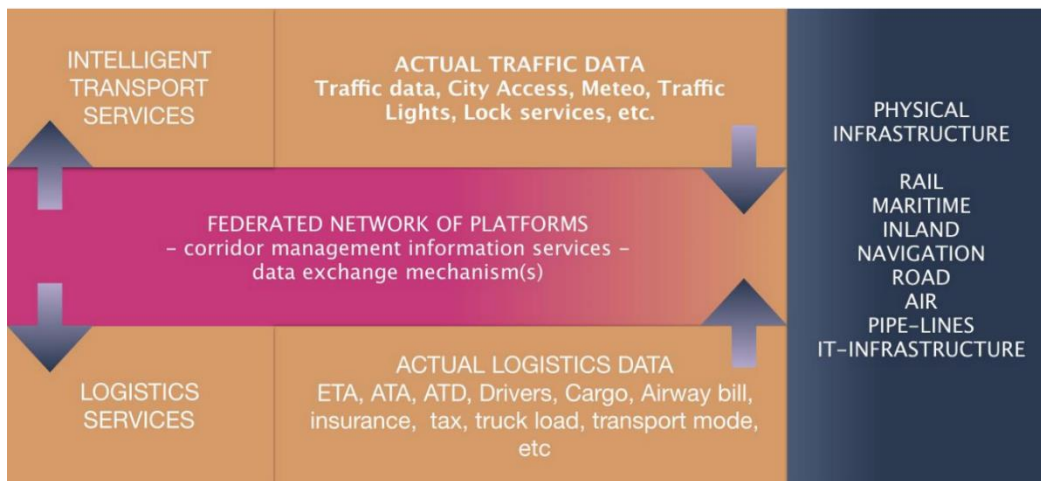 INTELLIGENT
TRANSPORT
SERVICES
ACTUAL TRAFFIC DATA
Traffic data, City Access, Meteo, Traffic
Lights, Lock services, etc.
FEDERATED NETWORK OF PLATFORMS
– corridor management information services –
data exchange mechanism(s)
LOGISTICS
SERVICES
ACTUAL LOGISTICS DATA
ETA, ATA, ATD, Drivers, Cargo, Airway bill,
insurance, tax, truck load, transport mode,
etc
PHYSICAL
INFRASTRUCTURE
RAIL
MARITIME
INLAND
NAVIGATION
ROAD
AIR
PIPE-LINES
IT-INFRASTRUCTURE